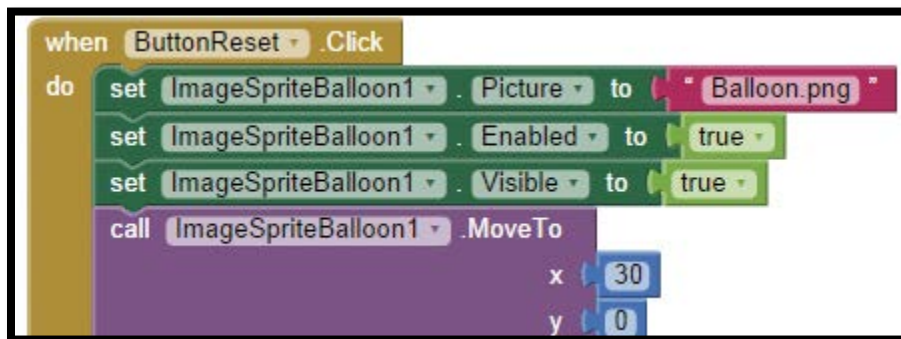 when ButtonReset .Click
do set ImageSpriteBalloon1 . Picture to " Balloon.png "
set ImageSpriteBalloon1 . Enabled to true
set ImageSpriteBalloon1 . Visible to true
call ImageSpriteBalloon1 .MoveTo
x 30
y 0